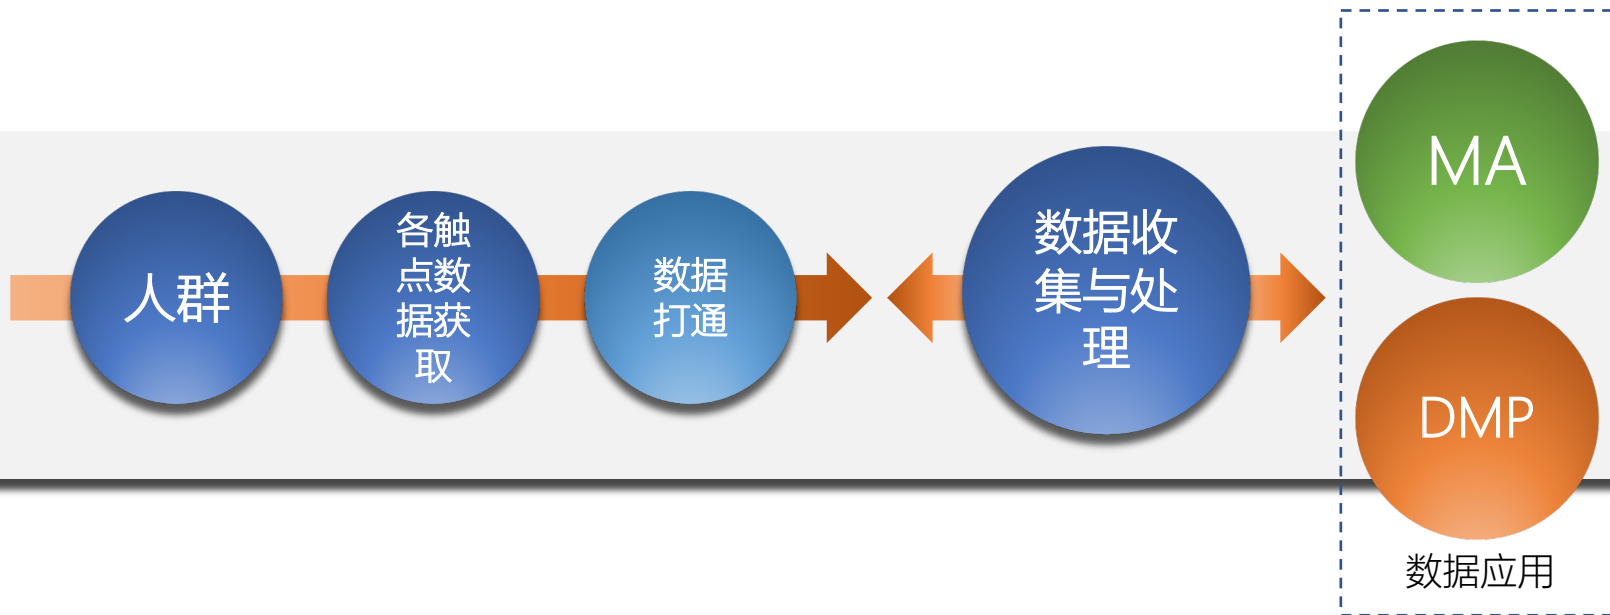 人群
各触
点数
据获
取
数据
打通
数据收
集与处
理
MA
DMP
数据应用